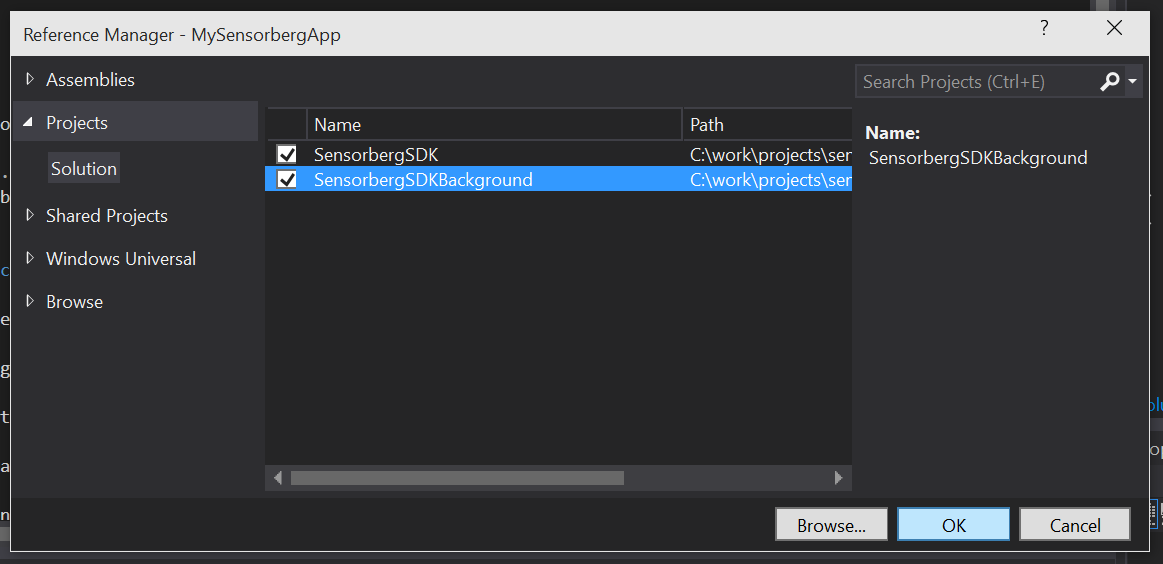 Reference Manager - MySensorbergApp
?
Assemblies
Search Projects (Ctrl+E)
Projects
Name Path
Name:
Solution
SensorbergSDK C:\work\projects\ser
SensorbergSDKBackground
SensorbergSDKBackground C:\work\projects\ser
Shared Projects
Windows Universal
Browse
Browse... OK Cancel